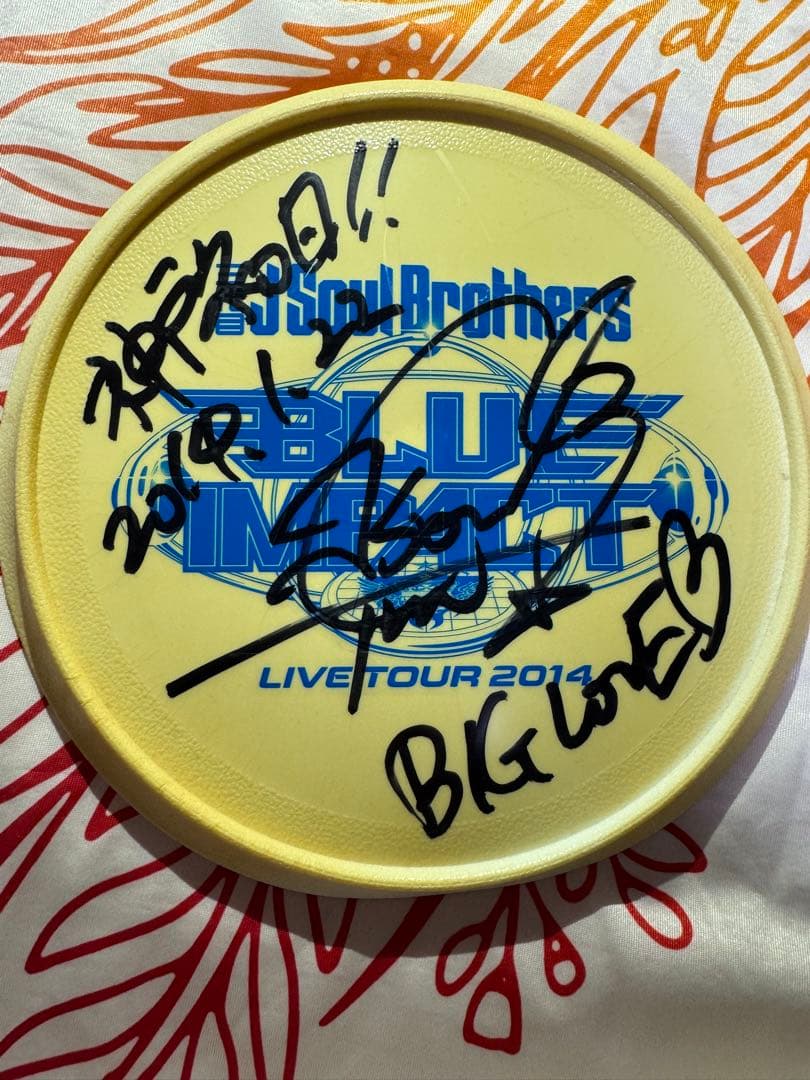 神戸初日!!
2014.1.22
三代目
J Soul Brothers
BLUE
IMPACT
LIVE TOUR 2014
BIG LOVE♡